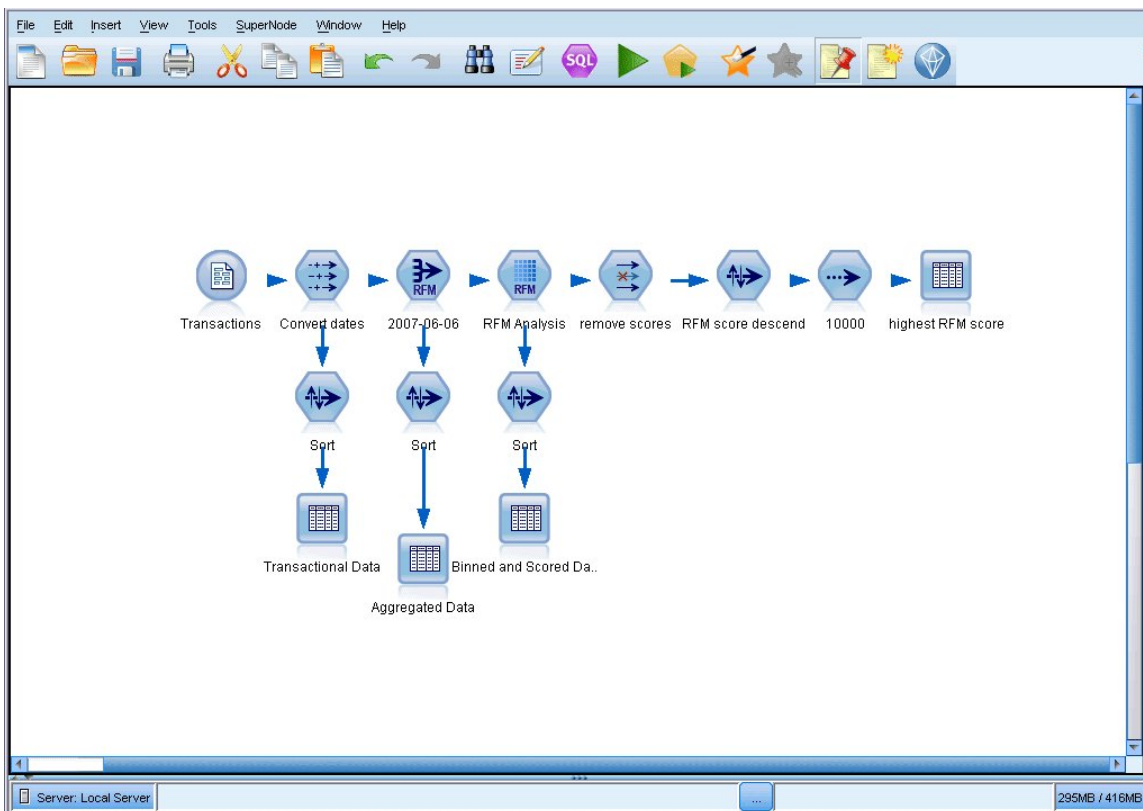 File Edit Insert View Tools SuperNode Window Help
SQL
RFM RFM
Transactions Convert dates 2007-06-06 RFM Analysis remove scores RFM score descend 10000 highest RFM score
Sort Sort Sort
Transactional Data Binned and Scored Da..
Aggregated Data
Server: Local Server ... 295MB / 416MB